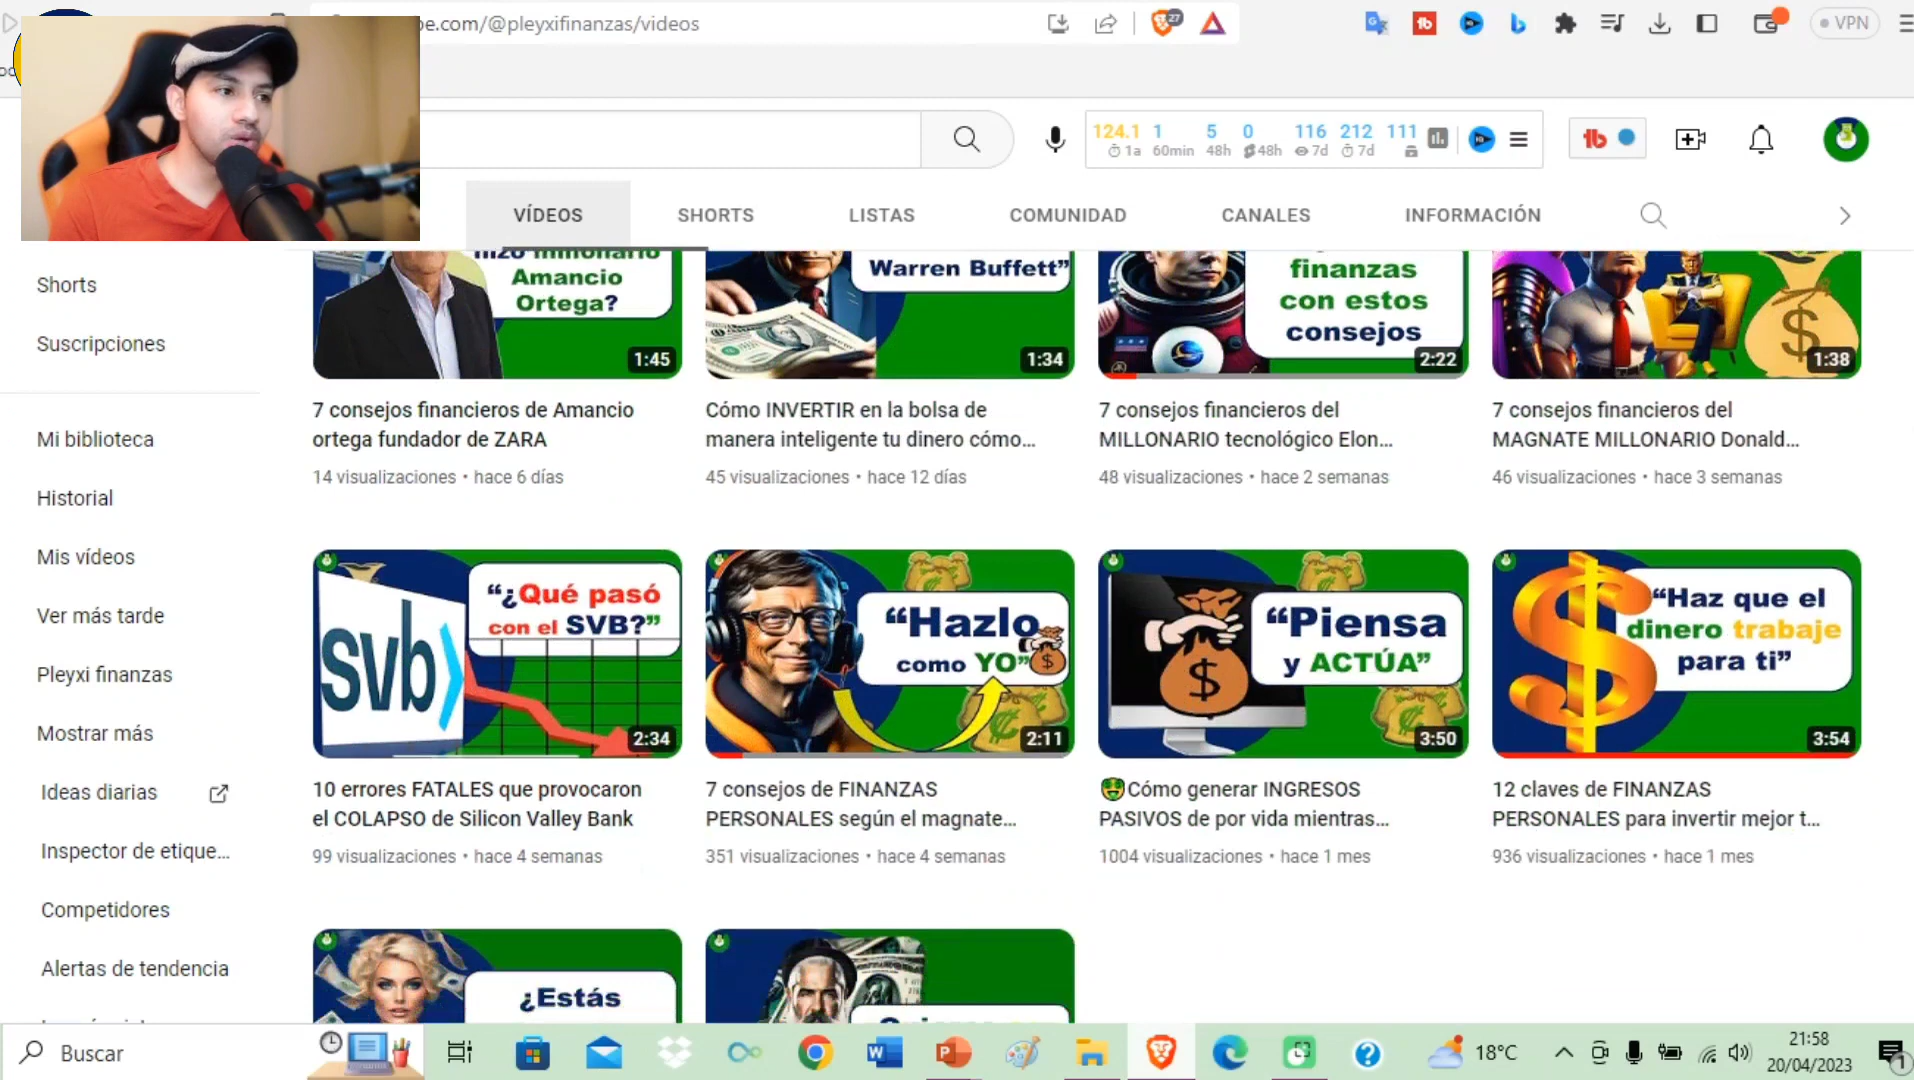 be.com/@pleyxifinanzas/videos
27
VPN
124.1 1 5 0 116 212 111
1a 60min 48h 48h 7d 7d
VÍDEOS SHORTS LISTAS COMUNIDAD CANALES INFORMACIÓN
Shorts
Suscripciones
Mi biblioteca
Historial
Mis vídeos
Ver más tarde
Pleyxi finanzas
Mostrar más
Ideas diarias
Inspector de etique...
Competidores
Alertas de tendencia
hizo millonario
Amancio
Ortega?
1:45
7 consejos financieros de Amancio
ortega fundador de ZARA
14 visualizaciones • hace 6 días
Warren Buffett”
1:34
Cómo INVERTIR en la bolsa de
manera inteligente tu dinero cómo...
45 visualizaciones • hace 12 días
finanzas
con estos
consejos
2:22
7 consejos financieros del
MILLONARIO tecnológico Elon...
48 visualizaciones • hace 2 semanas
1:38
7 consejos financieros del
MAGNATE MILLONARIO Donald...
46 visualizaciones • hace 3 semanas
svb
“¿Qué pasó
con el SVB?”
2:34
10 errores FATALES que provocaron
el COLAPSO de Silicon Valley Bank
99 visualizaciones • hace 4 semanas
“Hazlo
como YO”
2:11
7 consejos de FINANZAS
PERSONALES según el magnate...
351 visualizaciones • hace 4 semanas
“Piensa
y ACTÚA”
3:50
Cómo generar INGRESOS
PASIVOS de por vida mientras...
1004 visualizaciones • hace 1 mes
“Haz que el
dinero trabaje
para ti”
3:54
12 claves de FINANZAS
PERSONALES para invertir mejor t...
936 visualizaciones • hace 1 mes
¿Estás
Buscar
18°C
21:58
20/04/2023
1